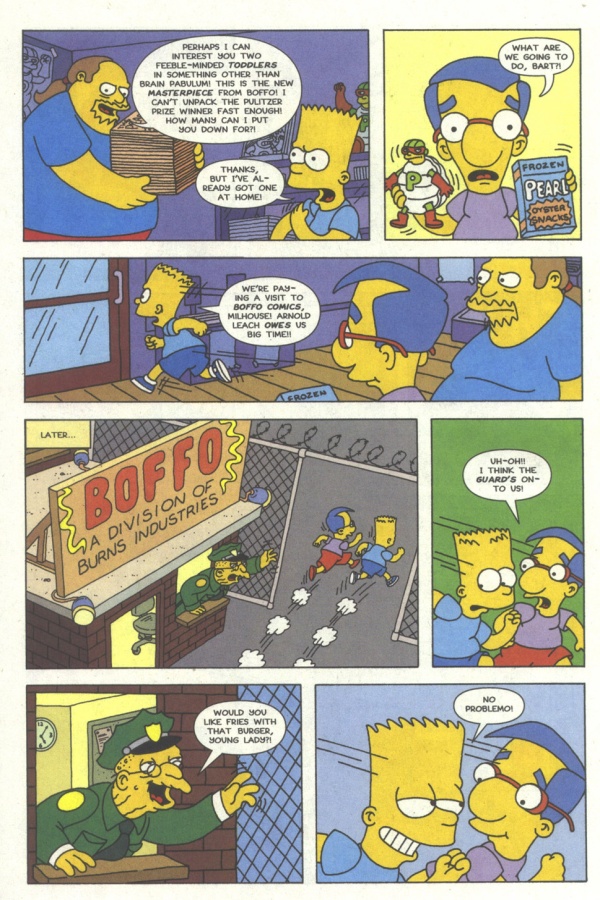 PERHAPS I CAN
INTEREST YOU TWO
FEEBLE-MINDED TODDLERS
IN SOMETHING OTHER THAN
BRAIN PABULUM! THIS IS THE NEW
MASTERPIECE FROM BOFFO! I
CAN'T UNPACK THE PULITZER
PRIZE WINNER FAST ENOUGH!
HOW MANY CAN I PUT
YOU DOWN FOR?!
THANKS,
BUT I'VE AL-
READY GOT ONE
AT HOME!
WHAT ARE
WE GOING TO
DO, BART?!
P
FROZEN
PEARL
OYSTER
SNACKS
WE'RE PAY-
ING A VISIT TO
BOFFO COMICS,
MILHOUSE! ARNOLD
LEACH OWES US
BIG TIME!!
FROZEN
LATER...
BOFFO
A DIVISION OF
BURNS INDUSTRIES
UH-OH!!
I THINK THE
GUARD'S ON-
TO US!
WOULD YOU
LIKE FRIES WITH
THAT BURGER,
YOUNG LADY?!
NO
PROBLEMO!